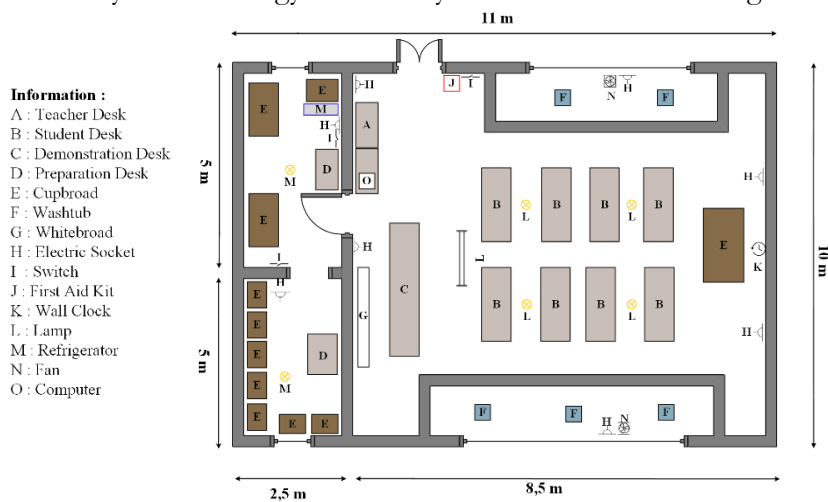 11 m
Information :
A : Teacher Desk
B : Student Desk
C : Demonstration Desk
D : Preparation Desk
E : Cupbroad
F : Washtub
G : Whitebroad
H : Electric Socket
I : Switch
J : First Aid Kit
K : Wall Clock
L : Lamp
M : Refrigerator
N : Fan
O : Computer
5 m
5 m
E
E
M
H
I
D
M
E
I
H
E
E
E
E
E
D
M
E
E
H
A
O
H
G
C
J
I
F
N
H
F
L
B
L
B
B
L
B
B
L
B
B
L
B
H
E
K
H
F
F
H
N
F
10 m
2,5 m
8,5 m